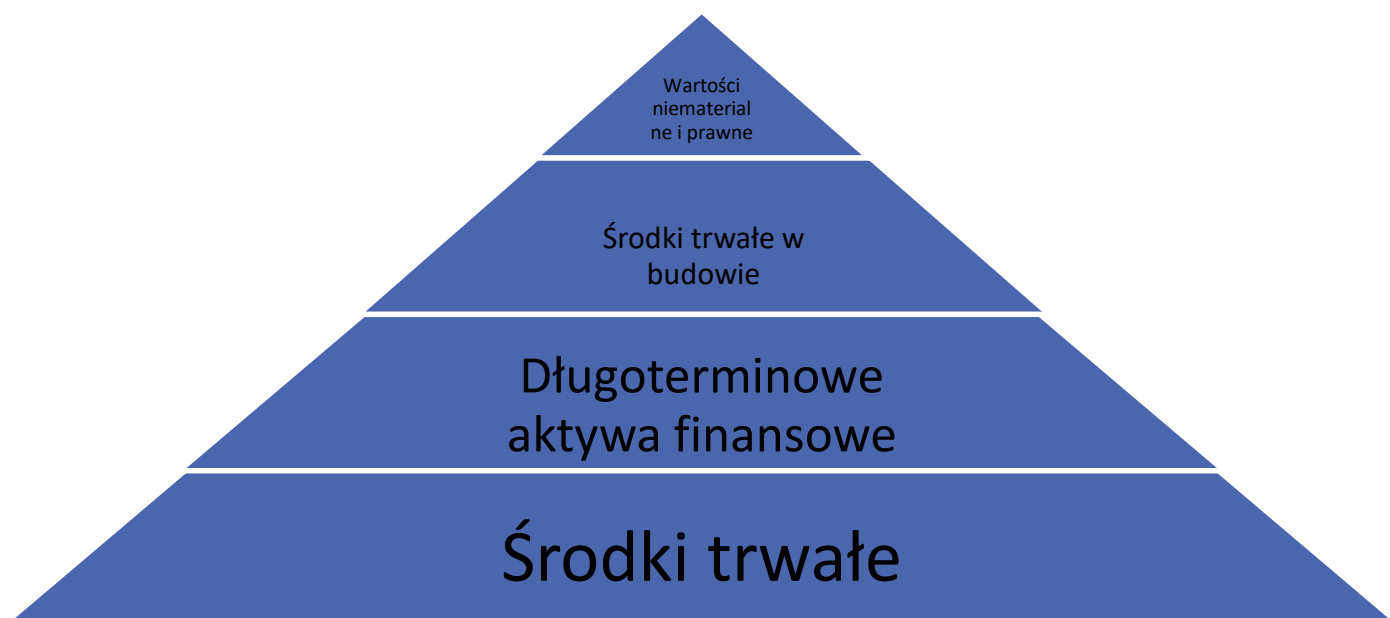 Wartości
niematerial
ne i prawne
Środki trwałe w
budowie
Długoterminowe
aktywa finansowe
Środki trwałe